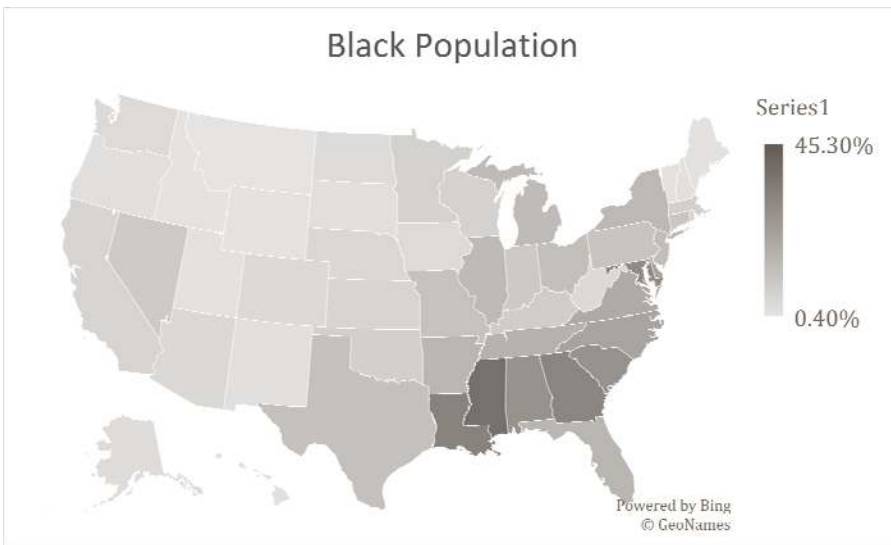 Black Population
Series1
45.30%
0.40%
Powered by Bing
© GeoNames